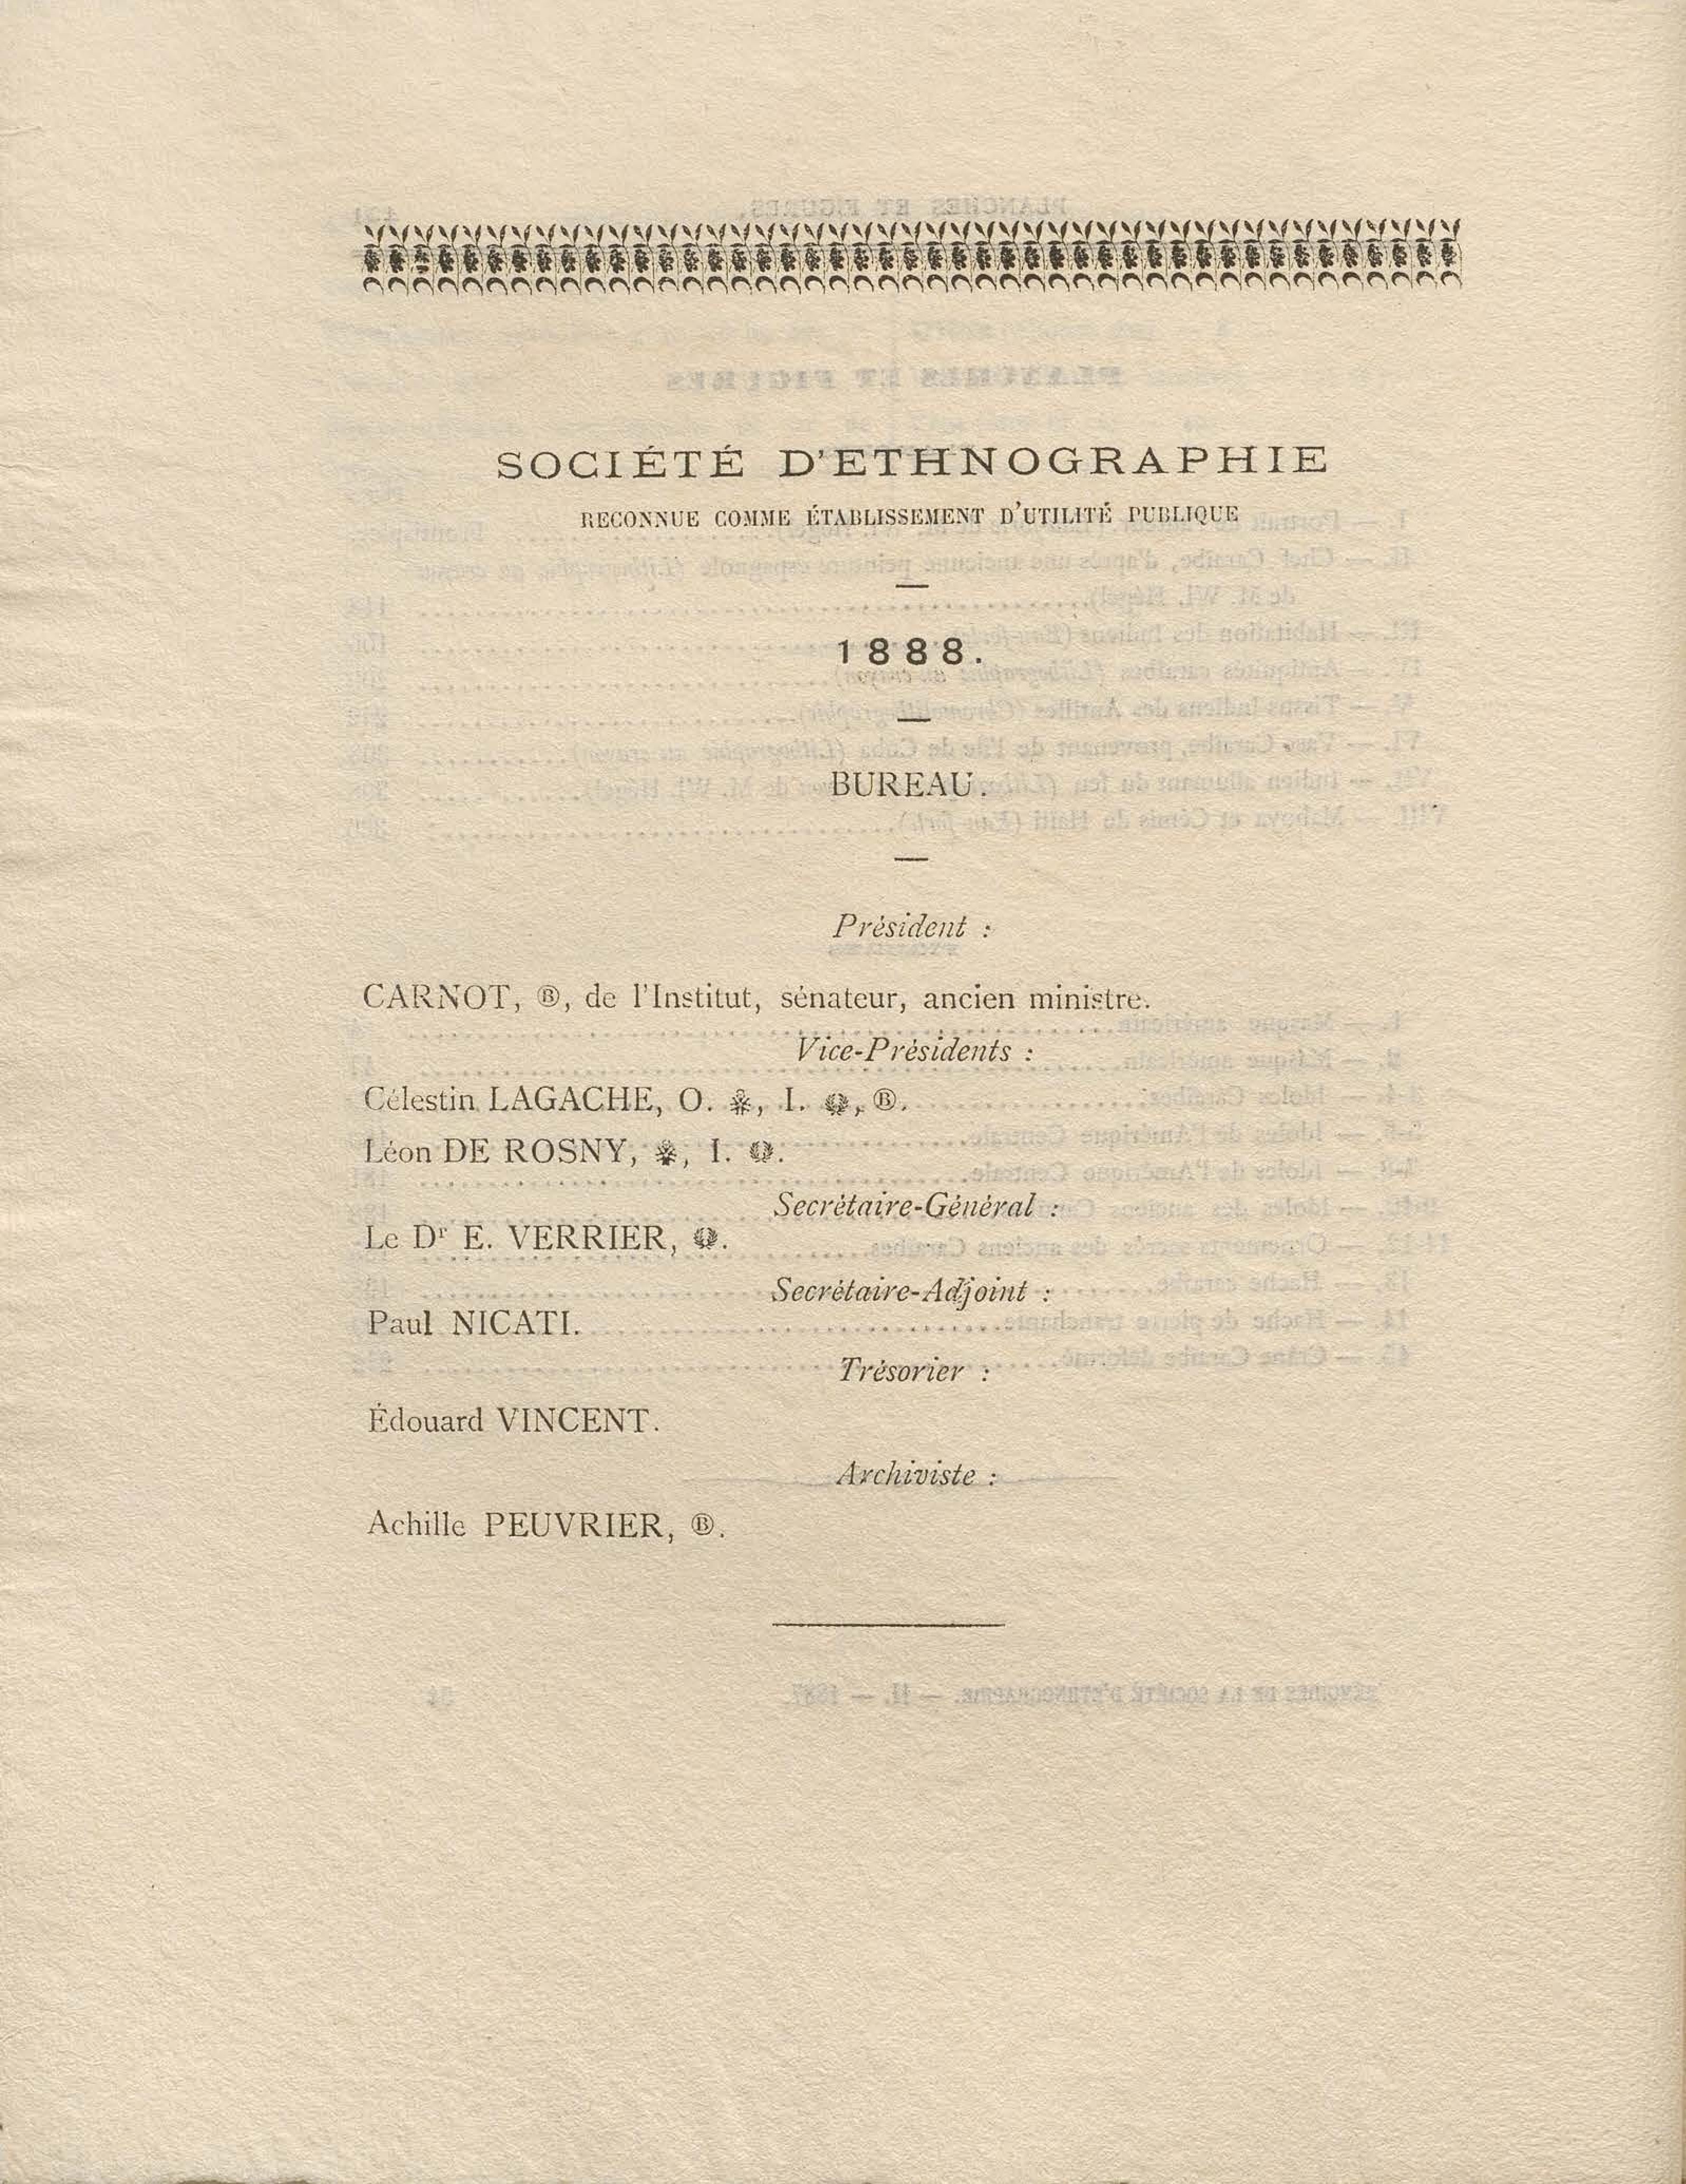 SOCIÉTÉ D'ETHNOGRAPHIE
RECONNUE COMME ÉTABLISSEMENT D'UTILITÉ PUBLIQUE
1888.
BUREAU.
Président :
CARNOT, Ⓑ, de l'Institut, sénateur, ancien ministre.
Vice-Présidents :
Célestin LAGACHE, O. , I. , Ⓑ.
Léon DE ROSNY, , I. .
Secrétaire-Général :
Le Dr E. VERRIER, .
Secrétaire-Adjoint :
Paul NICATI.
Trésorier :
Édouard VINCENT.
Archiviste :
Achille PEUVRIER, Ⓑ.